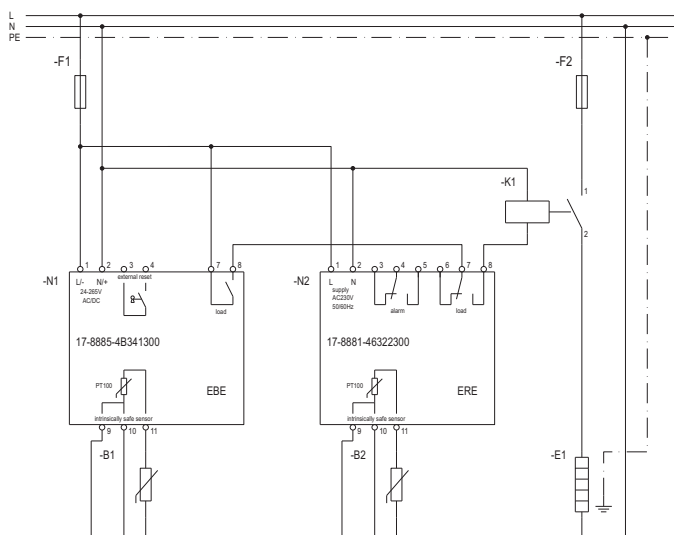 L
N
PE
-F1
-F2
-K1
1
2
1 2 3 4 7 8
-N1
L/- N/+ external reset
24-265V
AC/DC
load
17-8885-4B341300
PT100
EBE
intrinsically safe sensor
9 10 11
-B1
1 2 3 4 5 6 7 8
-N2
L N
supply
AC230V
50/60Hz
alarm
load
17-8881-46322300
PT100
ERE
intrinsically safe sensor
9 10 11
-B2
-E1